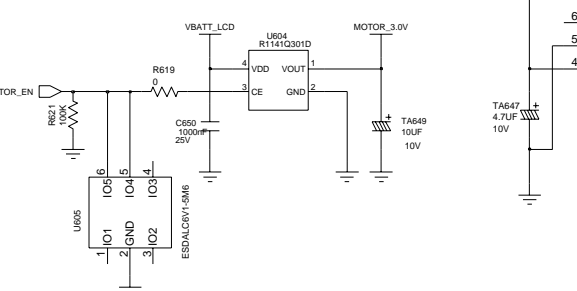 VBATT_LCD
MOTOR_3.0V
U604
R1141Q301D
4 VDD VOUT 1
3 CE GND 2
R619
0
TOR_EN
R621
100K
C650
1000nF
25V
TA649
10UF
10V
6
5
4
TA647
4.7UF
10V
6 5 4
IO5 IO4 IO3
U605
ESDALC6V1-5M6
IO1 GND IO2
1 2 3
+
+